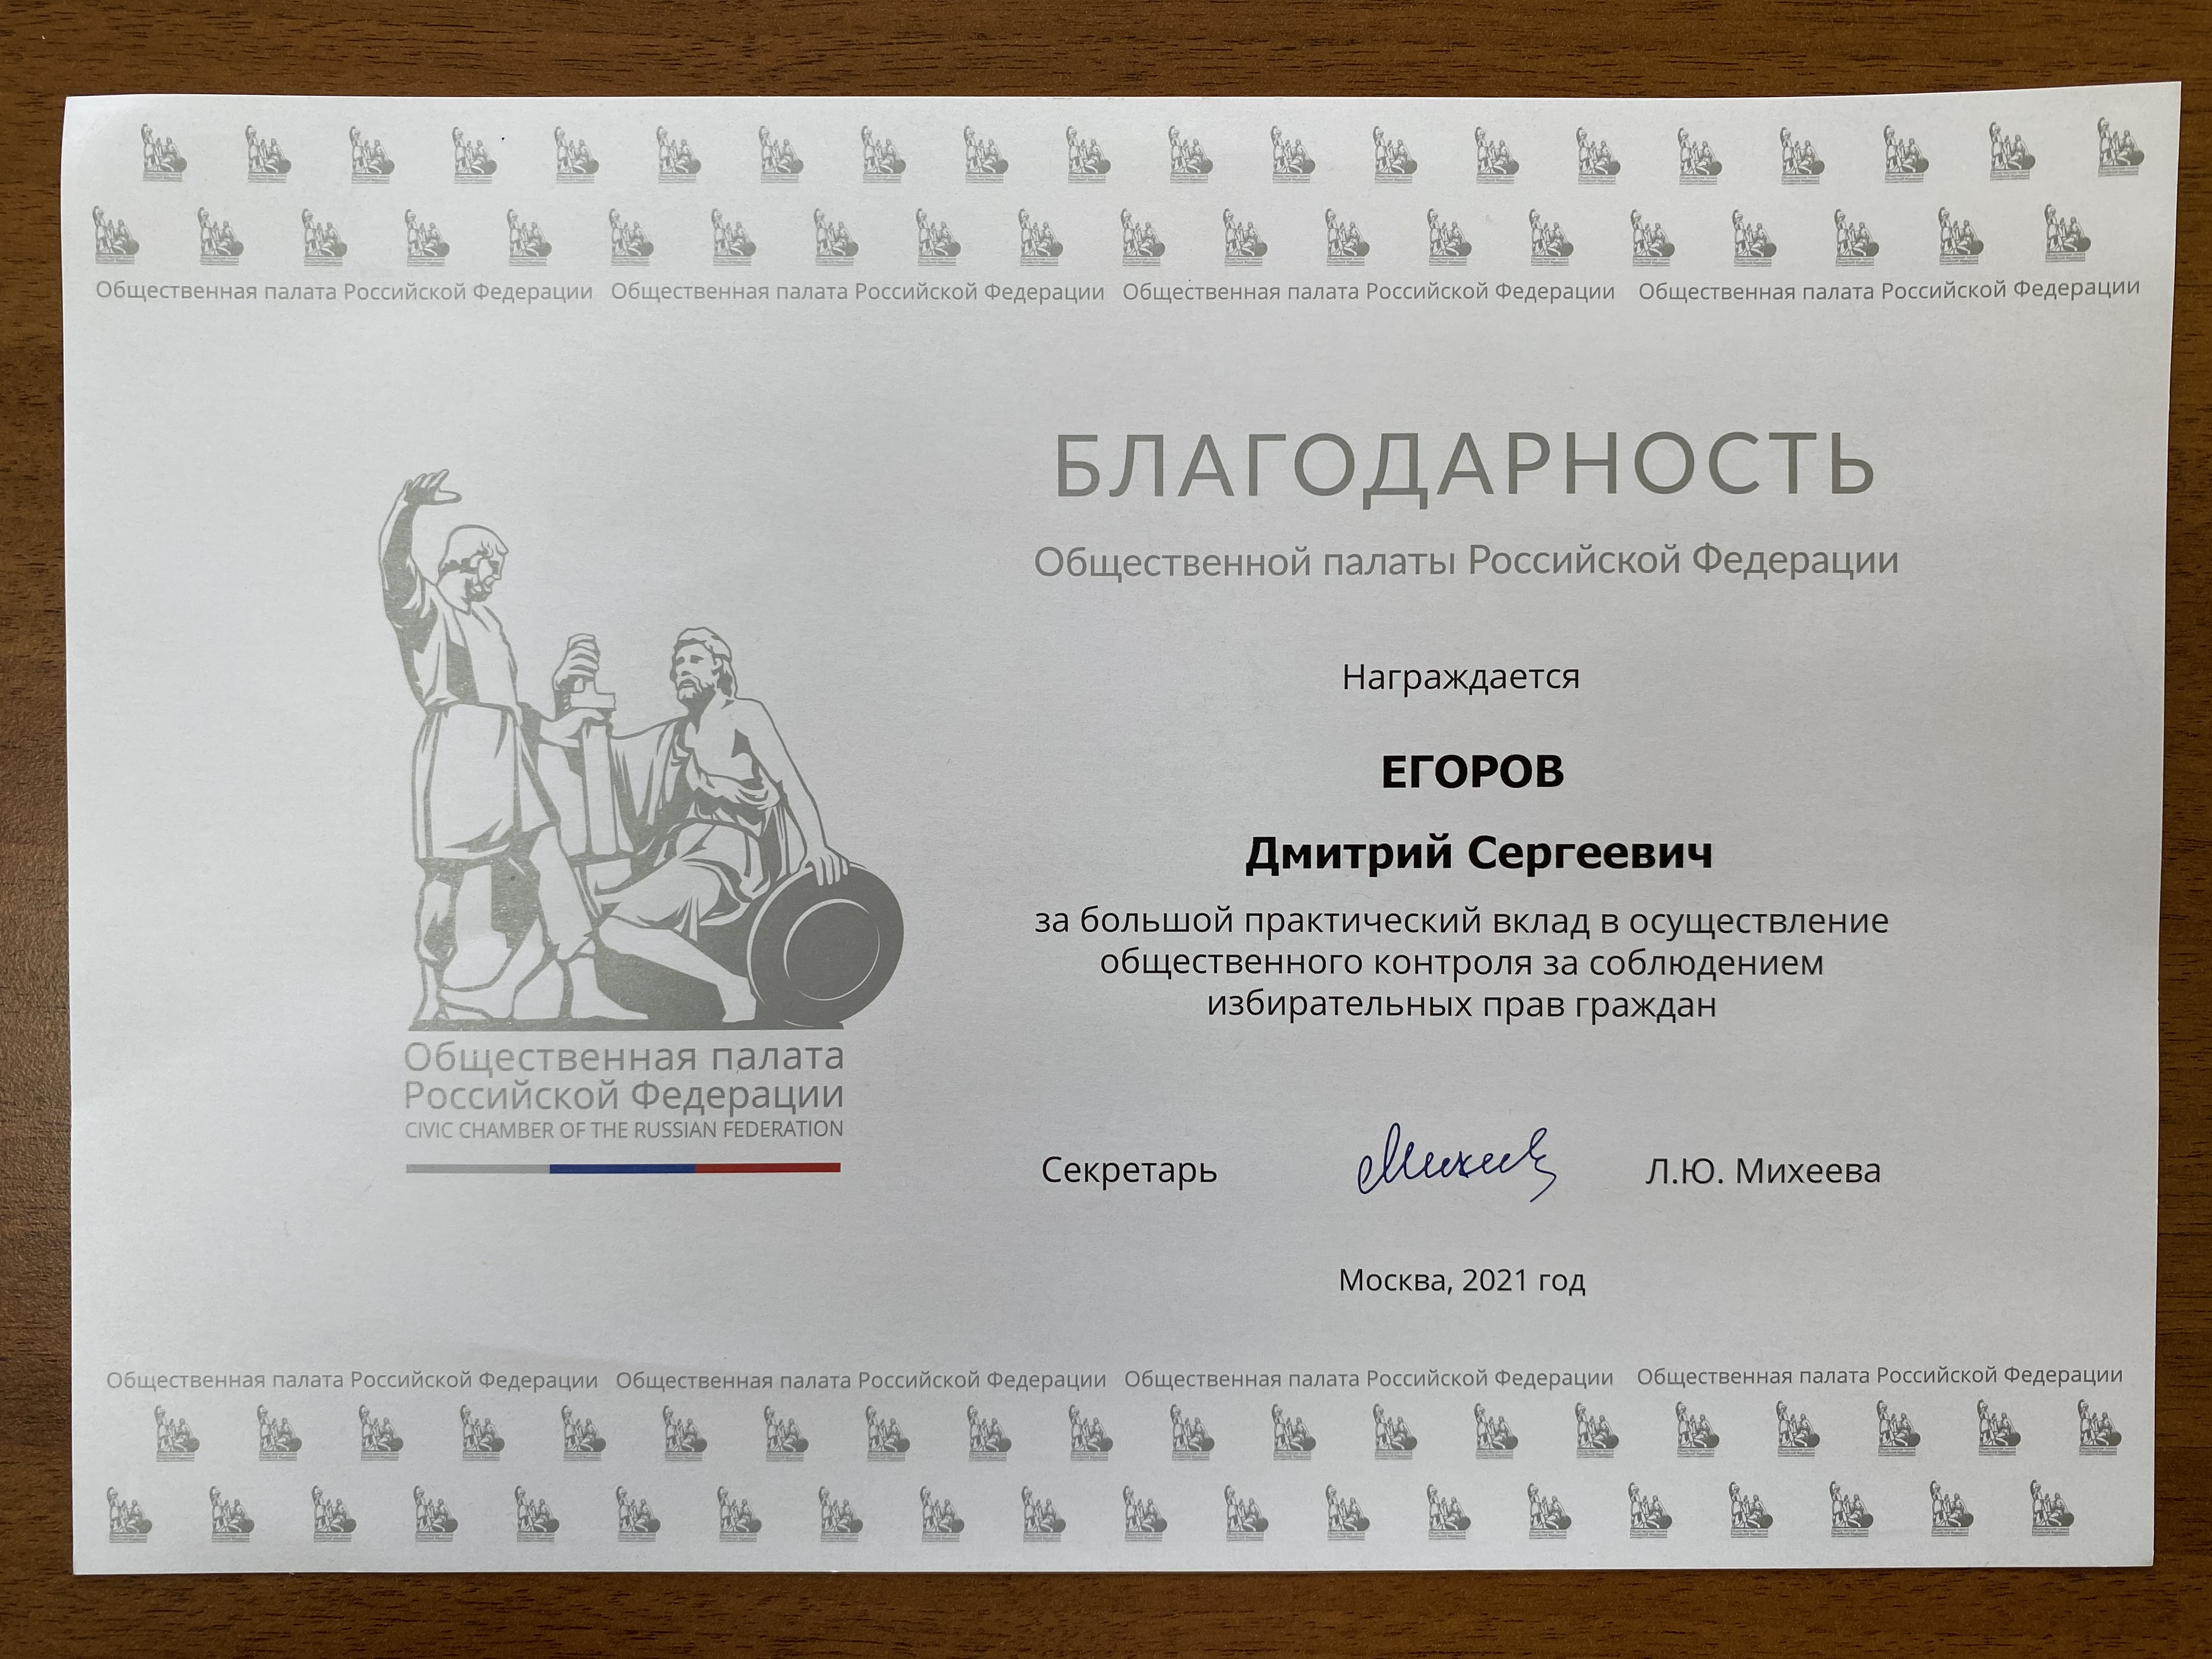 Общественная палата Российской Федерации Общественная палата Российской Федерации Общественная палата Российской Федерации Общественная палата Российской Федерации
БЛАГОДАРНОСТЬ
Общественной палаты Российской Федерации
Награждается
ЕГОРОВ
Дмитрий Сергеевич
за большой практический вклад в осуществление
общественного контроля за соблюдением
избирательных прав граждан
Общественная палата
Российской Федерации
CIVIC CHAMBER OF THE RUSSIAN FEDERATION
Секретарь Л.Ю. Михеева
Москва, 2021 год
Общественная палата Российской Федерации Общественная палата Российской Федерации Общественная палата Российской Федерации Общественная палата Российской Федерации